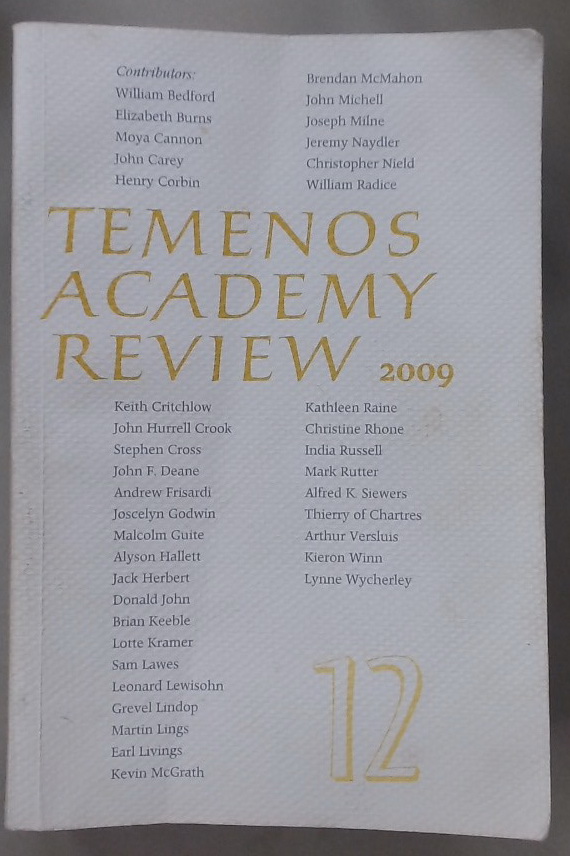 Contributors:
William Bedford
Elizabeth Burns
Moya Cannon
John Carey
Henry Corbin
Brendan McMahon
John Michell
Joseph Milne
Jeremy Naydler
Christopher Nield
William Radice
TEMENOS
ACADEMY
REVIEW 2009
Keith Critchlow
John Hurrell Crook
Stephen Cross
John F. Deane
Andrew Frisardi
Joscelyn Godwin
Malcolm Guite
Alyson Hallett
Jack Herbert
Donald John
Brian Keeble
Lotte Kramer
Sam Lawes
Leonard Lewisohn
Grevel Lindop
Martin Lings
Earl Livings
Kevin McGrath
Kathleen Raine
Christine Rhone
India Russell
Mark Rutter
Alfred K. Siewers
Thierry of Chartres
Arthur Versluis
Kieron Winn
Lynne Wycherley
12